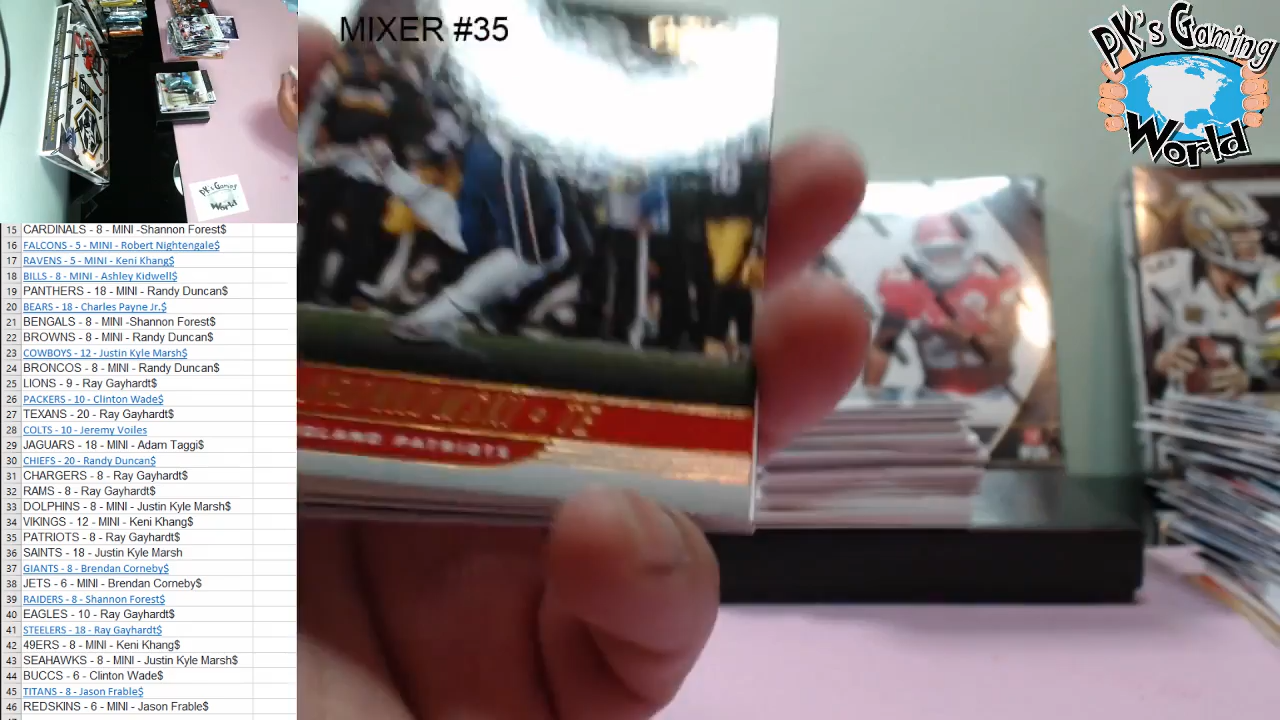 MIXER #35
PK's Gaming
World
PK's Gaming
World
15 CARDINALS - 8 - MINI -Shannon Forest$
16 FALCONS - 5 - MINI - Robert Nightengale$
17 RAVENS - 5 - MINI - Keni Khang$
18 BILLS - 8 - MINI - Ashley Kidwell$
19 PANTHERS - 18 - MINI - Randy Duncan$
20 BEARS - 18 - Charles Payne Jr.$
21 BENGALS - 8 - MINI -Shannon Forest$
22 BROWNS - 8 - MINI - Randy Duncan$
23 COWBOYS - 12 - Justin Kyle Marsh$
24 BRONCOS - 8 - MINI - Randy Duncan$
25 LIONS - 9 - Ray Gayhardt$
26 PACKERS - 10 - Clinton Wade$
27 TEXANS - 20 - Ray Gayhardt$
28 COLTS - 10 - Jeremy Voiles
29 JAGUARS - 18 - MINI - Adam Taggi$
30 CHIEFS - 20 - Randy Duncan$
31 CHARGERS - 8 - Ray Gayhardt$
32 RAMS - 8 - Ray Gayhardt$
33 DOLPHINS - 8 - MINI - Justin Kyle Marsh$
34 VIKINGS - 12 - MINI - Keni Khang$
35 PATRIOTS - 8 - Ray Gayhardt$
36 SAINTS - 18 - Justin Kyle Marsh
37 GIANTS - 8 - Brendan Corneby$
38 JETS - 6 - MINI - Brendan Corneby$
39 RAIDERS - 8 - Shannon Forest$
40 EAGLES - 10 - Ray Gayhardt$
41 STEELERS - 18 - Ray Gayhardt$
42 49ERS - 8 - MINI - Keni Khang$
43 SEAHAWKS - 8 - MINI - Justin Kyle Marsh$
44 BUCCS - 6 - Clinton Wade$
45 TITANS - 8 - Jason Frable$
46 REDSKINS - 6 - MINI - Jason Frable$
PATRIOTS